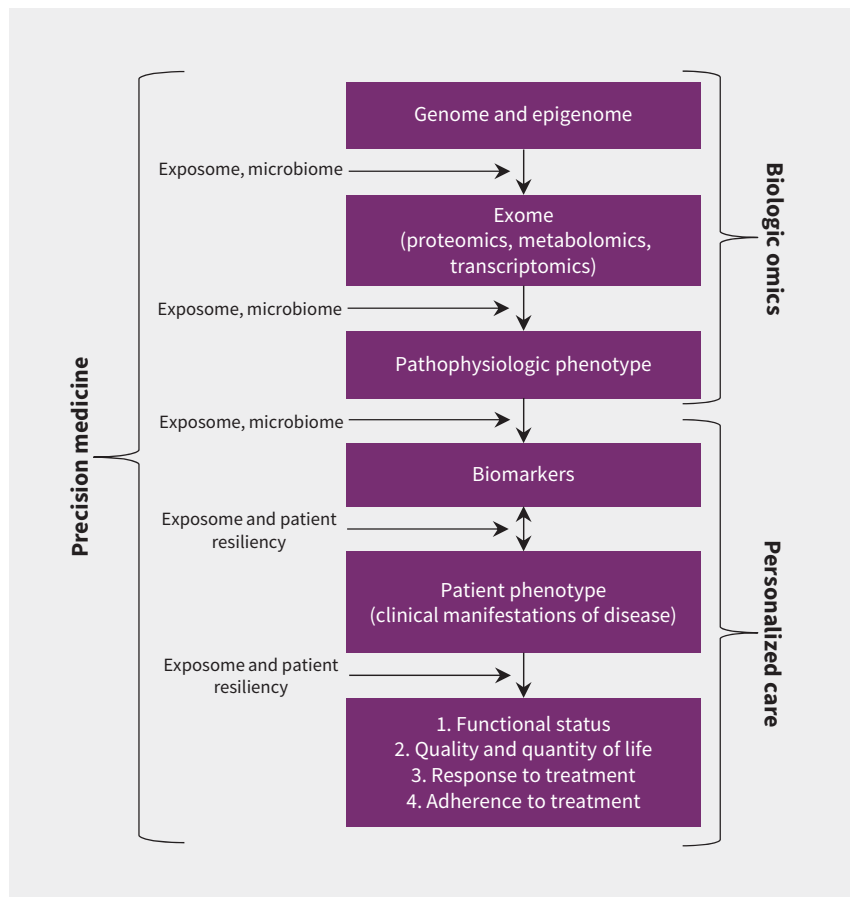 Genome and epigenome
Exposome, microbiome
Exome
(proteomics, metabolomics,
transcriptomics)
Exposome, microbiome
Pathophysiologic phenotype
Exposome, microbiome
Biomarkers
Exposome and patient
resiliency
Patient phenotype
(clinical manifestations of disease)
Exposome and patient
resiliency
1. Functional status
2. Quality and quantity of life
3. Response to treatment
4. Adherence to treatment
Precision medicine
Biologic omics
Personalized care